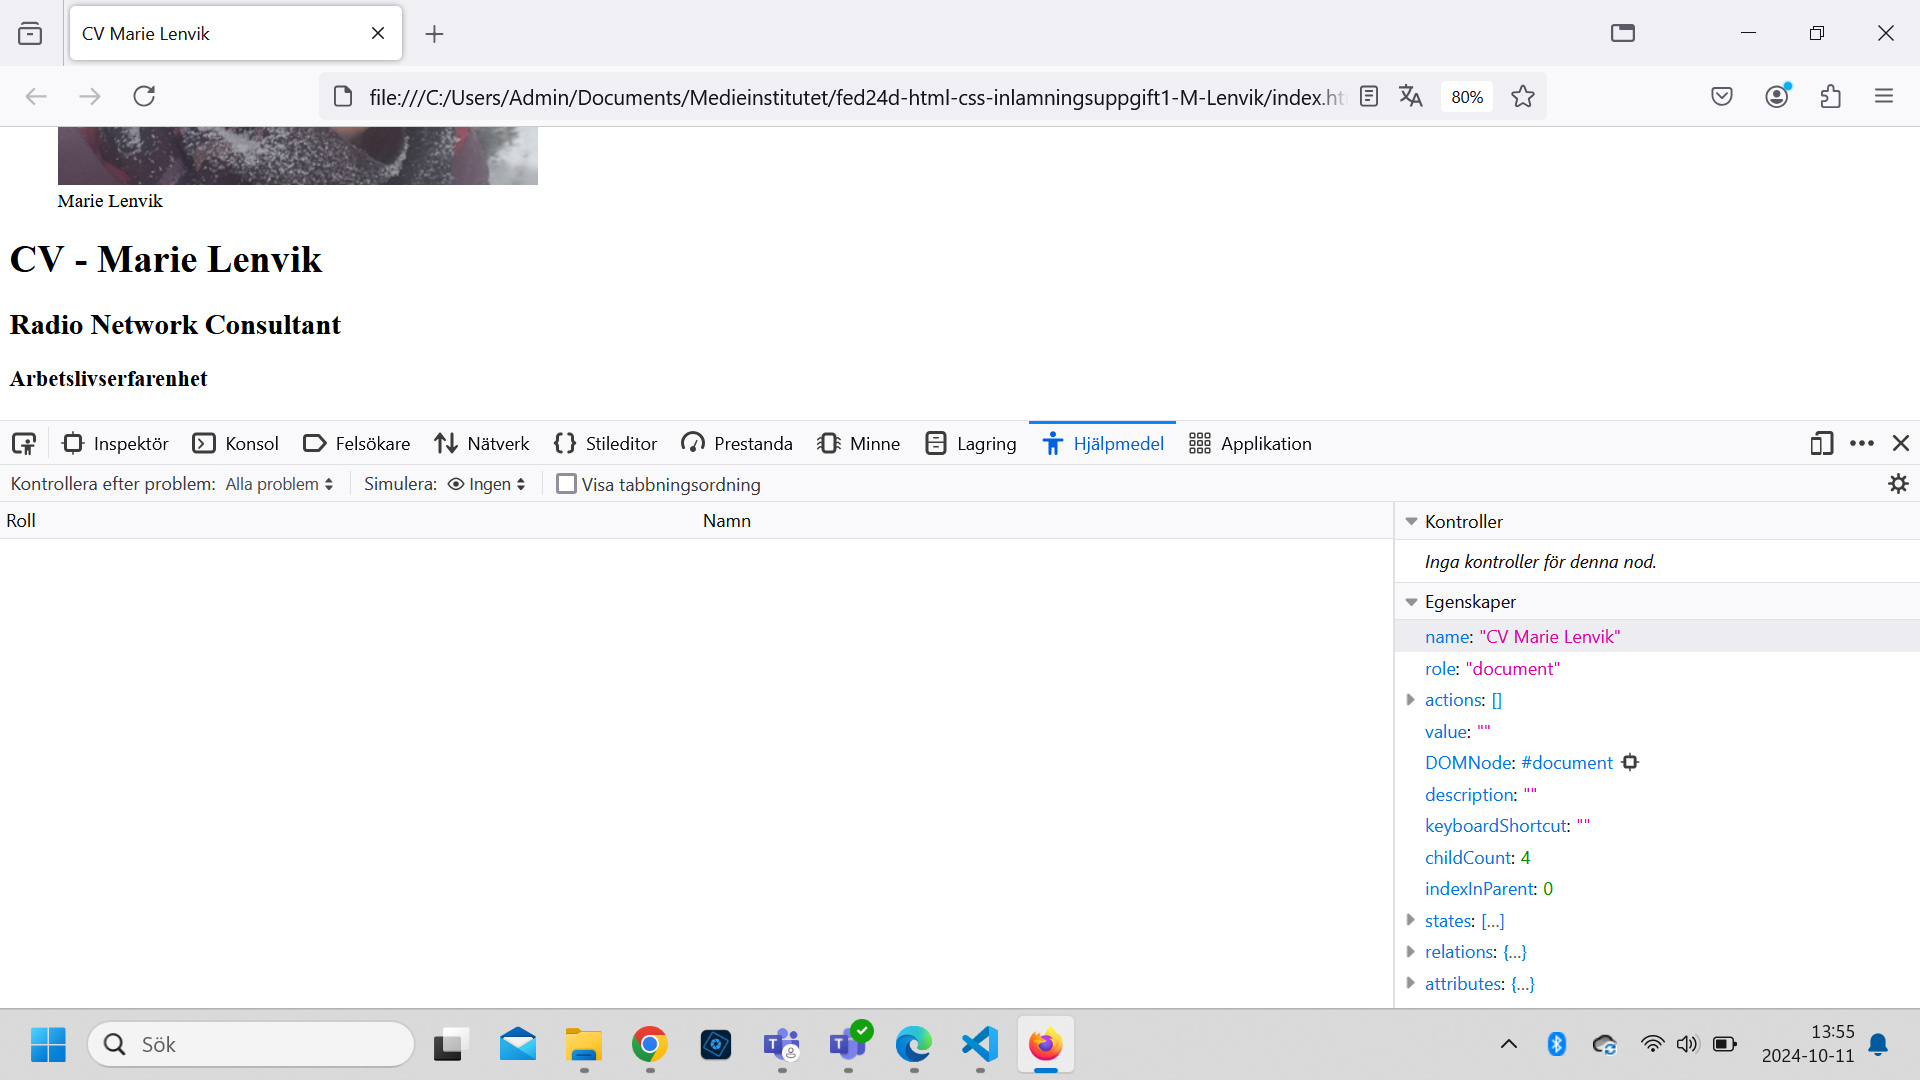 CV Marie Lenvik
file:///C:/Users/Admin/Documents/Medieinstitutet/fed24d-html-css-inlamningsuppgift1-M-Lenvik/index.ht
80%
Marie Lenvik
CV - Marie Lenvik
Radio Network Consultant
Arbetslivserfarenhet
Inspektör Konsol Felsökare Nätverk Stileditor Prestanda Minne Lagring Hjälpmedel Applikation
Kontrollera efter problem: Alla problem Simulera: Ingen Visa tabbningsordning
Roll Namn
Kontroller
Inga kontroller för denna nod.
Egenskaper
name: "CV Marie Lenvik"
role: "document"
actions: []
value: ""
DOMNode: #document
description: ""
keyboardShortcut: ""
childCount: 4
indexInParent: 0
states: […]
relations: {…}
attributes: {…}
Sök
13:55
2024-10-11